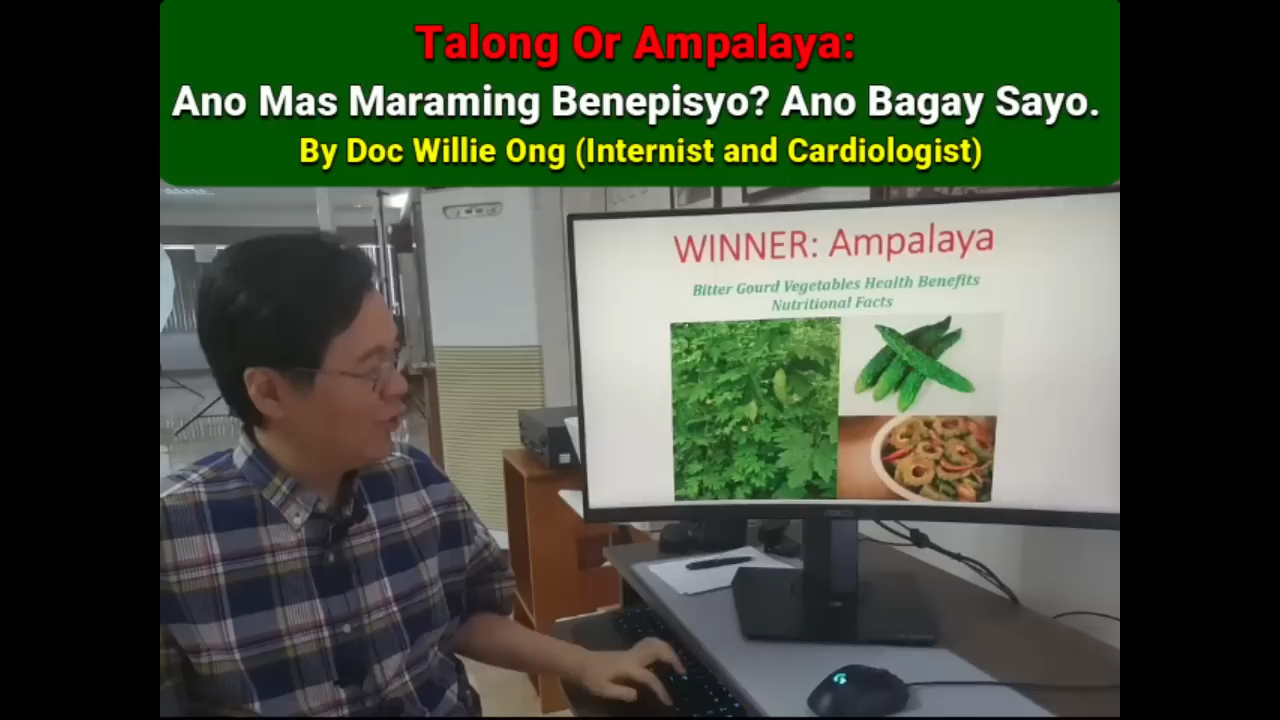 Talong Or Ampalaya:
Ano Mas Maraming Benepisyo? Ano Bagay Sayo.
By Doc Willie Ong (Internist and Cardiologist)
WINNER: Ampalaya
Bitter Gourd Vegetables Health Benefits
Nutritional Facts